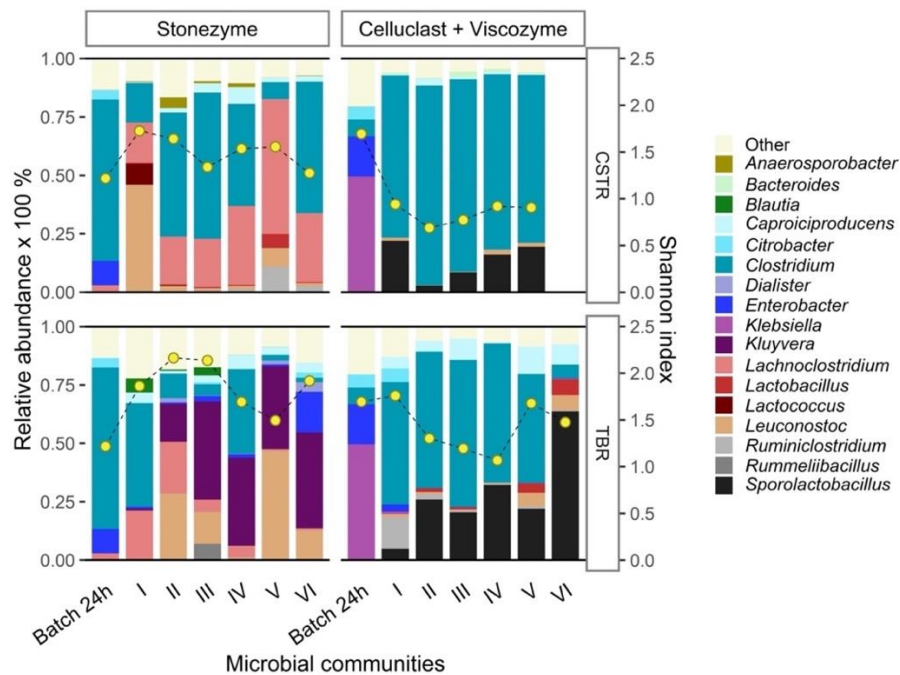 Stonezyme
Celluclast + Viscozyme
1.00
0.75
0.50
0.25
0.00
2.5
2.0
1.5
1.0
0.5
0.0
CSTR
1.00
0.75
0.50
0.25
0.00
2.5
2.0
1.5
1.0
0.5
0.0
TBR
Relative abundance x 100 %
Shannon index
Batch 24h
I
II
III
IV
V
VI
Batch 24h
I
II
III
IV
V
VI
Microbial communities
Other
Anaerosporobacter
Bacteroides
Blautia
Caproiciproducens
Citrobacter
Clostridium
Dialister
Enterobacter
Klebsiella
Kluyvera
Lachnoclostridium
Lactobacillus
Lactococcus
Leuconostoc
Ruminiclostridium
Rummeliibacillus
Sporolactobacillus